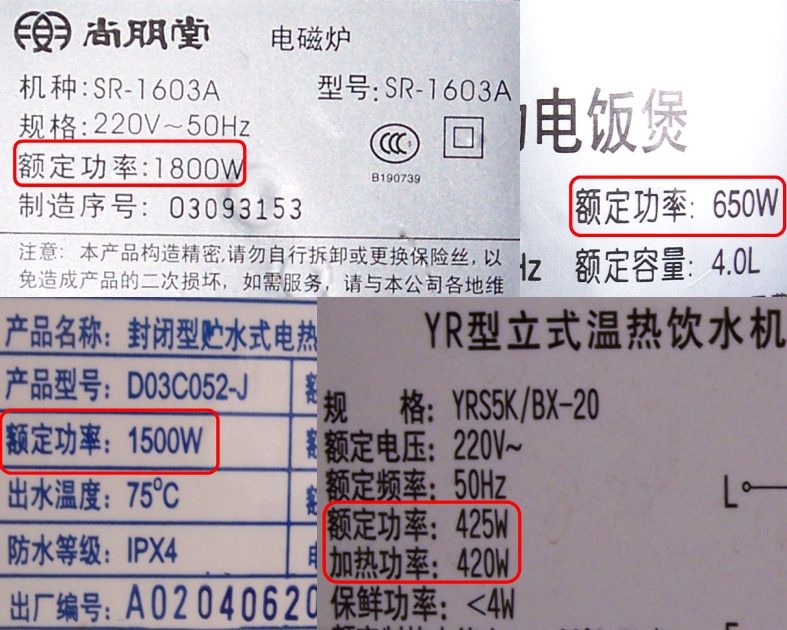 尚朋堂 电磁炉
机种:SR-1603A 型号:SR-1603A
规格:220V~50Hz
额定功率:1800W
B190739
制造序号: 03093153
注意: 本产品构造精密,请勿自行拆卸或更换保险丝,以
免造成产品的二次损坏, 如需服务, 请与本公司各地维
电饭煲
额定功率: 650W
Hz 额定容量: 4.0L
产品名称: 封闭型贮水式电热
产品型号: D03C052-J
额定功率: 1500W
出水温度: 75°C
防水等级: IPX4
出厂编号: A02040620
YR型立式温热饮水机
规 格: YRS5K/BX-20
额定电压: 220V~
额定频率: 50Hz
L
额定功率: 425W
加热功率: 420W
保鲜功率: <4W